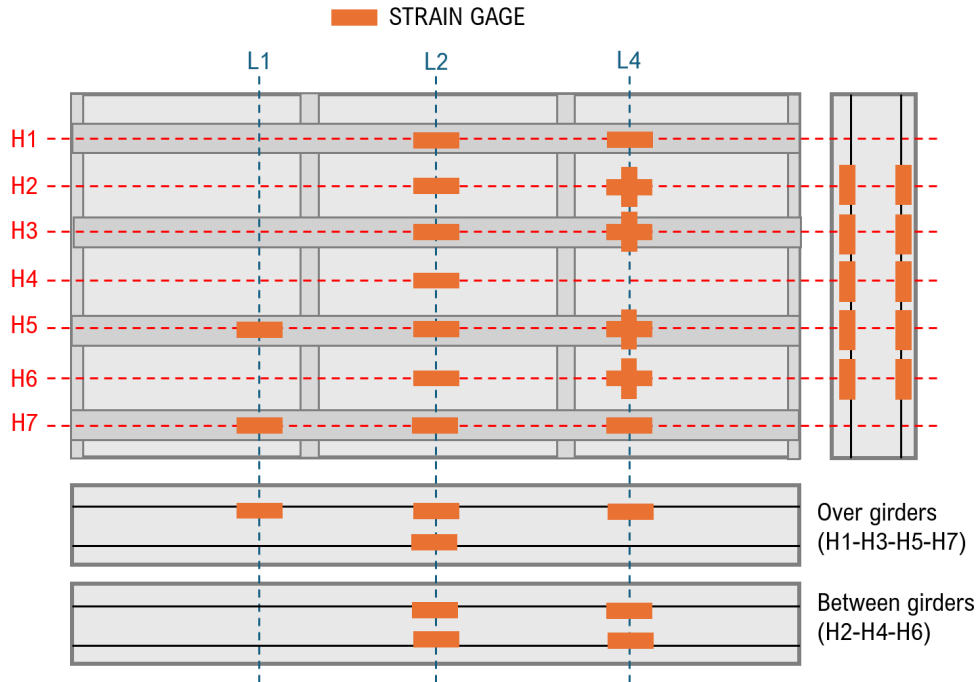 STRAIN GAGE
L1
L2
L4
H1
H2
H3
H4
H5
H6
H7
Over girders
(H1-H3-H5-H7)
Between girders
(H2-H4-H6)